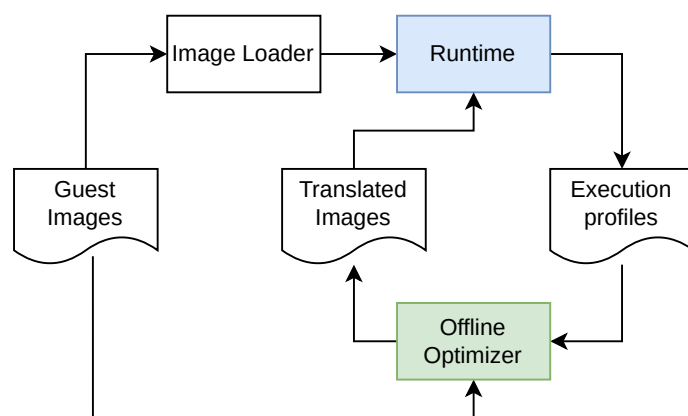 Image Loader
Runtime
Guest
Images
Translated
Images
Execution
profiles
Offline
Optimizer